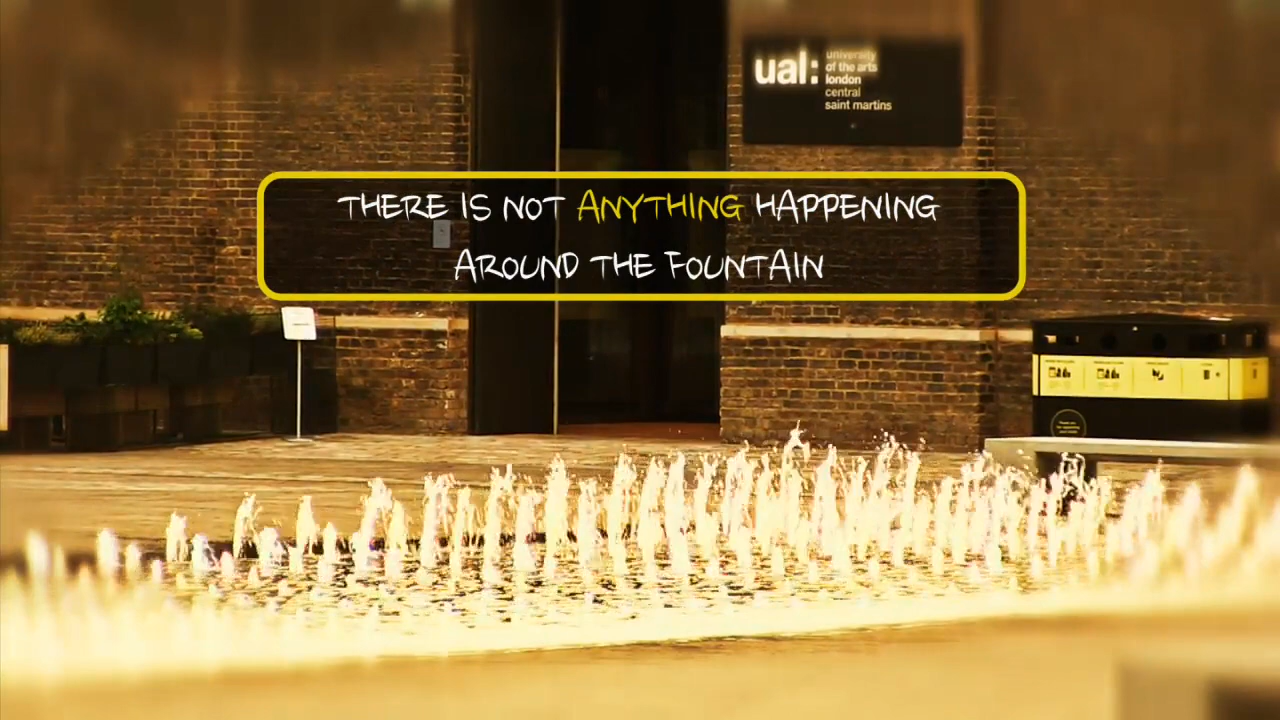 ual:
university
of the arts
london
central
saint martins
THERE IS NOT ANYTHING HAPPENING
AROUND THE FOUNTAIN